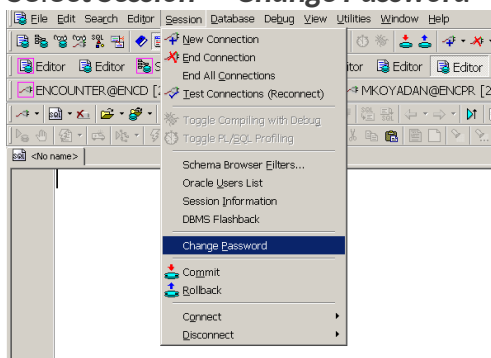 Select Session -> Change Password
File Edit Search Editor Session Database Debug View Utilities Window Help
New Connection
Editor Editor S End Connection itor Editor Editor
End All Connections
ENCOUNTER@ENCD [2 Test Connections (Reconnect) MKOYADAN@ENCPR [2
Toggle Compiling with Debug
Toggle PL/SQL Profiling
<No name>
Schema Browser Filters...
Oracle Users List
Session Information
DBMS Flashback
Change Password
Commit
Rollback
Connect
Disconnect